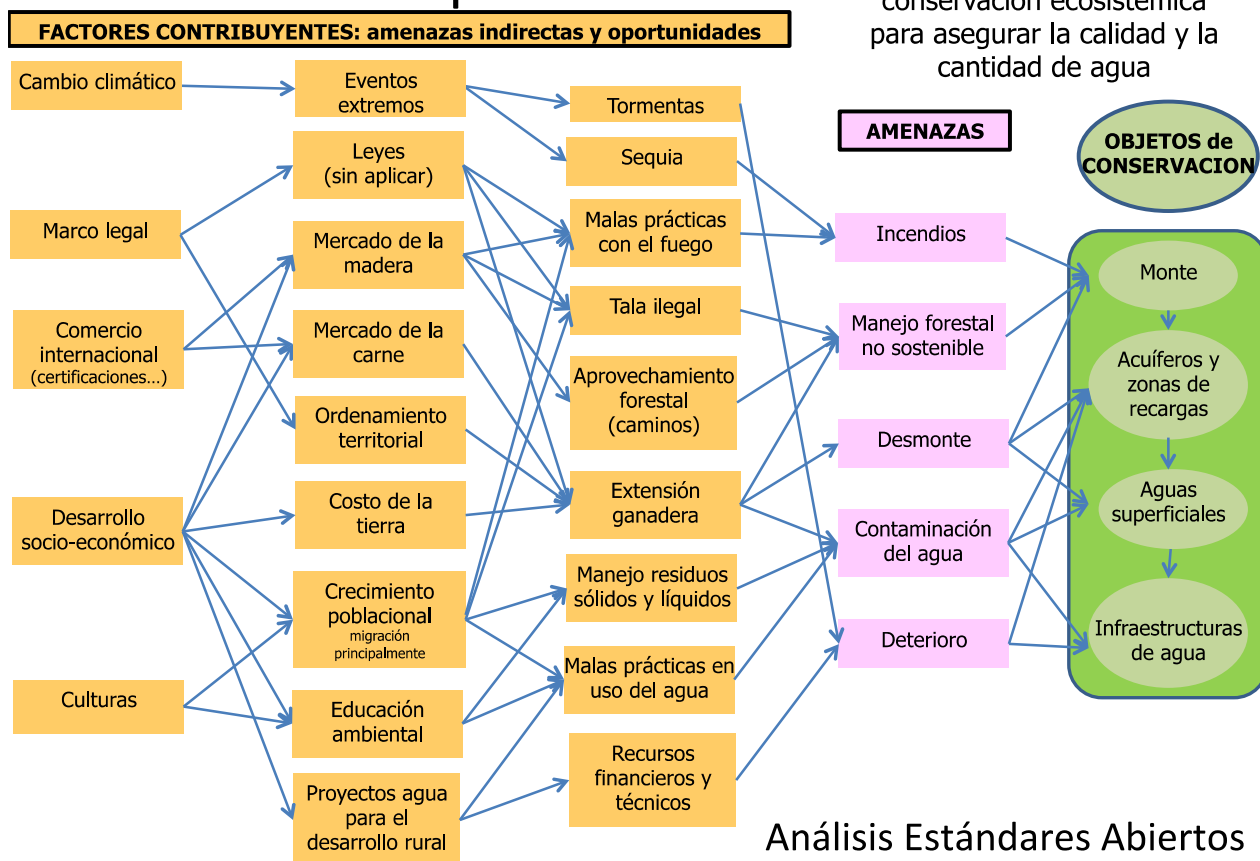 FACTORES CONTRIBUYENTES: amenazas indirectas y oportunidades
conservación ecosistémica
para asegurar la calidad y la
cantidad de agua
Cambio climático
Marco legal
Comercio
internacional
(certificaciones...)
Desarrollo
socio-económico
Culturas
Eventos
extremos
Leyes
(sin aplicar)
Mercado de la
madera
Mercado de la
carne
Ordenamiento
territorial
Costo de la
tierra
Crecimiento
poblacional
migración
principalmente
Educación
ambiental
Proyectos agua
para el
desarrollo rural
Tormentas
Sequia
Malas prácticas
con el fuego
Tala ilegal
Aprovechamiento
forestal
(caminos)
Extensión
ganadera
Manejo residuos
sólidos y líquidos
Malas prácticas en
uso del agua
Recursos
financieros y
técnicos
AMENAZAS
Incendios
Manejo forestal
no sostenible
Desmonte
Contaminación
del agua
Deterioro
OBJETOS de
CONSERVACION
Monte
Acuíferos y
zonas de
recargas
Aguas
superficiales
Infraestructuras
de agua
Análisis Estándares Abiertos